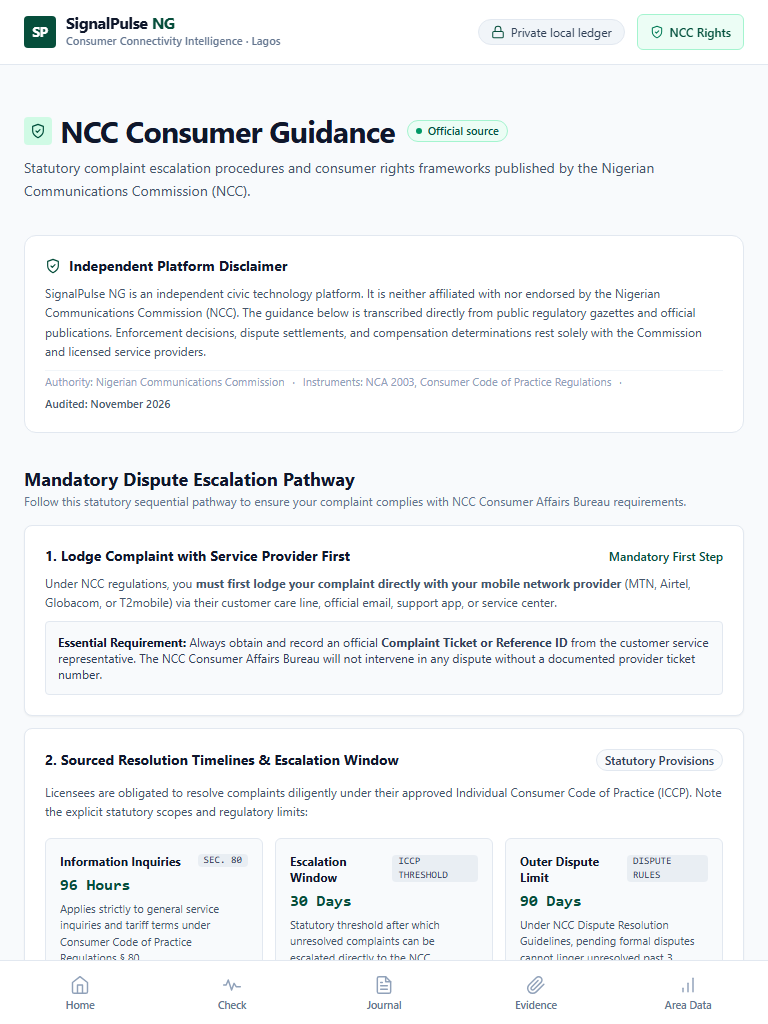 SP
SignalPulse NG
Consumer Connectivity Intelligence · Lagos
Private local ledger
NCC Rights
NCC Consumer Guidance
Official source
Statutory complaint escalation procedures and consumer rights frameworks published by the Nigerian
Communications Commission (NCC).
Independent Platform Disclaimer
SignalPulse NG is an independent civic technology platform. It is neither affiliated with nor endorsed by the Nigerian
Communications Commission (NCC). The guidance below is transcribed directly from public regulatory gazettes and official
publications. Enforcement decisions, dispute settlements, and compensation determinations rest solely with the Commission
and licensed service providers.
Authority: Nigerian Communications Commission · Instruments: NCA 2003, Consumer Code of Practice Regulations ·
Audited: November 2026
Mandatory Dispute Escalation Pathway
Follow this statutory sequential pathway to ensure your complaint complies with NCC Consumer Affairs Bureau requirements.
1. Lodge Complaint with Service Provider First
Mandatory First Step
Under NCC regulations, you must first lodge your complaint directly with your mobile network provider (MTN, Airtel,
Globacom, or T2mobile) via their customer care line, official email, support app, or service center.
Essential Requirement: Always obtain and record an official Complaint Ticket or Reference ID from the customer service
representative. The NCC Consumer Affairs Bureau will not intervene in any dispute without a documented provider ticket
number.
2. Sourced Resolution Timelines & Escalation Window
Statutory Provisions
Licensees are obligated to resolve complaints diligently under their approved Individual Consumer Code of Practice (ICCP). Note
the explicit statutory scopes and regulatory limits:
Information Inquiries
SEC. 80
96 Hours
Applies strictly to general service
inquiries and tariff terms under
Consumer Code of Practice
Regulations § 80
Escalation
Window
ICCP
THRESHOLD
30 Days
Statutory threshold after which
unresolved complaints can be
escalated directly to the NCC
Outer Dispute
Limit
DISPUTE
RULES
90 Days
Under NCC Dispute Resolution
Guidelines, pending formal disputes
cannot linger unresolved past 3
Home
Check
Journal
Evidence
Area Data